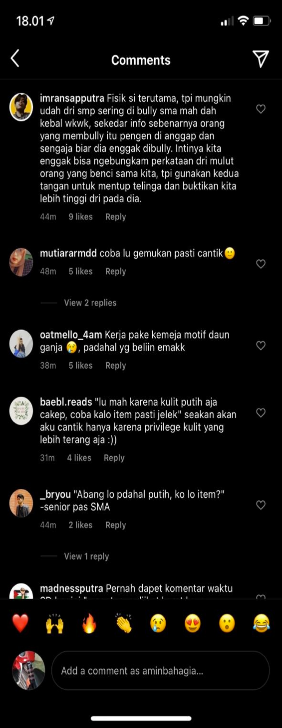 18.01
Comments
imransapputra Fisik si terutama, tpi mungkin
udah dri smp sering di bully sma mah dah
kebal wkwk, sekedar info sebenarnya orang
yang membully itu pengen di anggap dan
sengaja biar dia enggak dibully. Intinya kita
enggak bisa ngebungkam perkataan dri mulut
orang yang benci sama kita, tpi gunakan kedua
tangan untuk mentup telinga dan buktikan kita
lebih tinggi dri pada dia.
44m 9 likes Reply
mutiararmdd coba lu gemukan pasti cantik🙂
48m 5 likes Reply
View 2 replies
oatmello_4am Kerja pake kemeja motif daun
ganja 😢, padahal yg beliin emakk
38m 5 likes Reply
baebl.reads "lu mah karena kulit putih aja
cakep, coba kalo item pasti jelek" seakan akan
aku cantik hanya karena privilege kulit yang
lebih terang aja :))
31m 4 likes Reply
_bryou "Abang lo pdahal putih, ko lo item?"
-senior pas SMA
44m 2 likes Reply
View 1 reply
madnessputra Pernah dapet komentar waktu
❤️ 🙌 🔥 👏 😢 😍 😮 😂
Add a comment as aminbahagia...